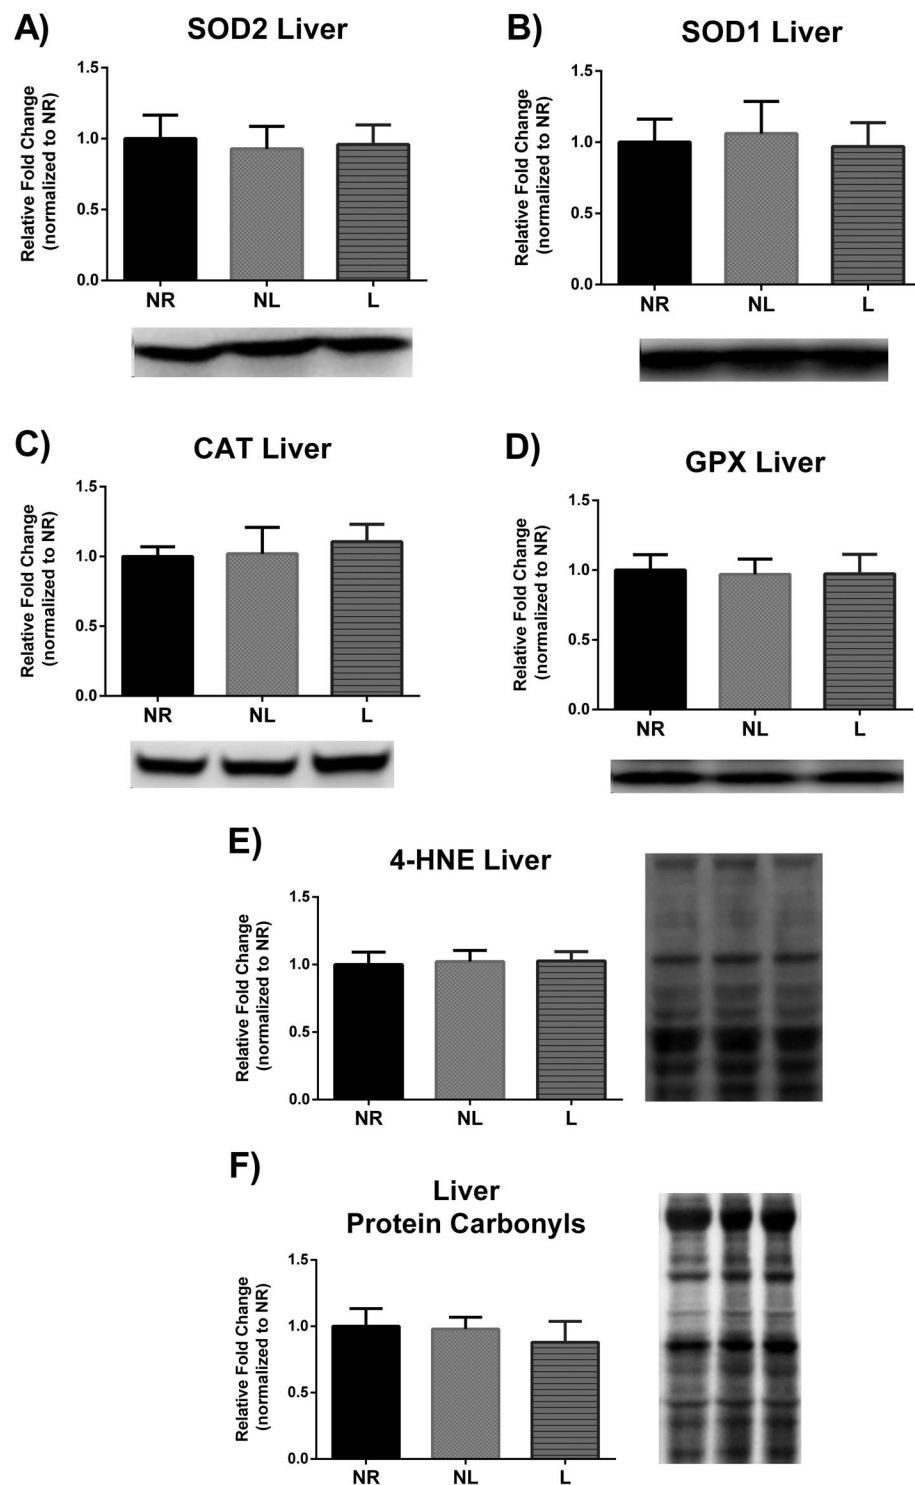 A)
SOD2 Liver
Relative Fold Change
(normalized to NR)
1.5
1.0
0.5
0.0
NR NL L
B)
SOD1 Liver
Relative Fold Change
(normalized to NR)
1.5
1.0
0.5
0.0
NR NL L
C)
CAT Liver
Relative Fold Change
(normalized to NR)
1.5
1.0
0.5
0.0
NR NL L
D)
GPX Liver
Relative Fold Change
(normalized to NR)
1.5
1.0
0.5
0.0
NR NL L
E)
4-HNE Liver
Relative Fold Change
(normalized to NR)
1.5
1.0
0.5
0.0
NR NL L
F)
Liver
Protein Carbonyls
Relative Fold Change
(normalized to NR)
1.5
1.0
0.5
0.0
NR NL L